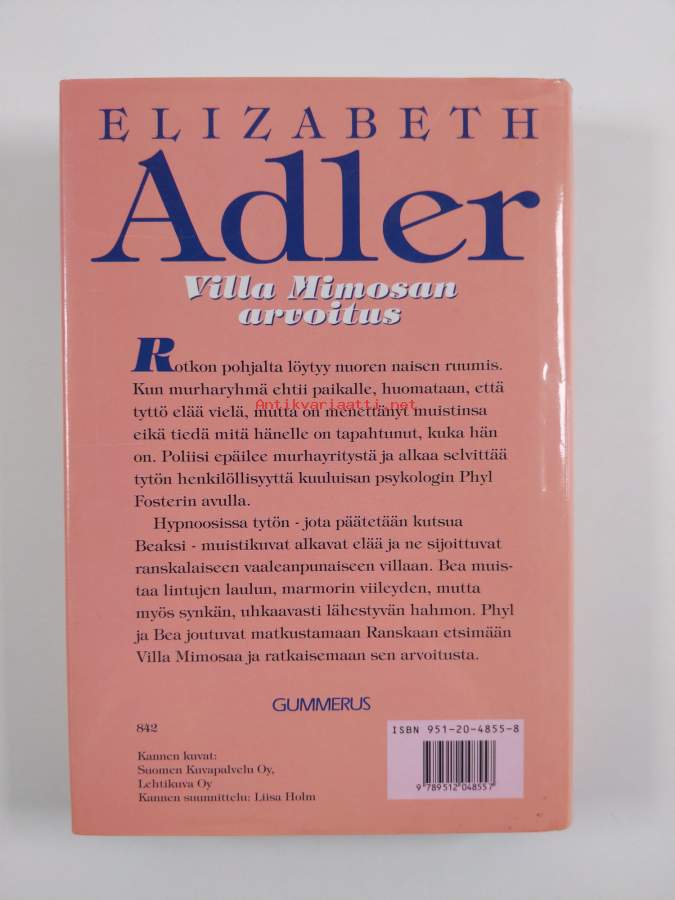 ELIZABETH
Adler
Villa Mimosan
arvoitus
Rotkon pohjalta löytyy nuoren naisen ruumis.
Kun murharyhmä ehtii paikalle, huomataan, että
tyttö elää vielä, mutta on menettänyt muistinsa
Antikvariaatti.net
eikä tiedä mitä hänelle on tapahtunut, kuka hän
on. Poliisi epäilee murhayritystä ja alkaa selvittää
tytön henkilöllisyyttä kuuluisan psykologin Phyl
Fosterin avulla.
Hypnoosissa tytön - jota päätetään kutsua
Beaksi - muistikuvat alkavat elää ja ne sijoittuvat
ranskalaiseen vaaleanpunaiseen villaan. Bea muis-
taa lintujen laulun, marmorin viileyden, mutta
myös synkän, uhkaavasti lähestyvän hahmon. Phyl
ja Bea joutuvat matkustamaan Ranskaan etsimään
Villa Mimosaa ja ratkaisemaan sen arvoitusta.
GUMMERUS
842
Kannen kuvat:
Suomen Kuvapalvelu Oy,
Lehtikuva Oy
Kannen suunnittelu: Liisa Holm
ISBN 951-20-4855-8
9 789512 048557